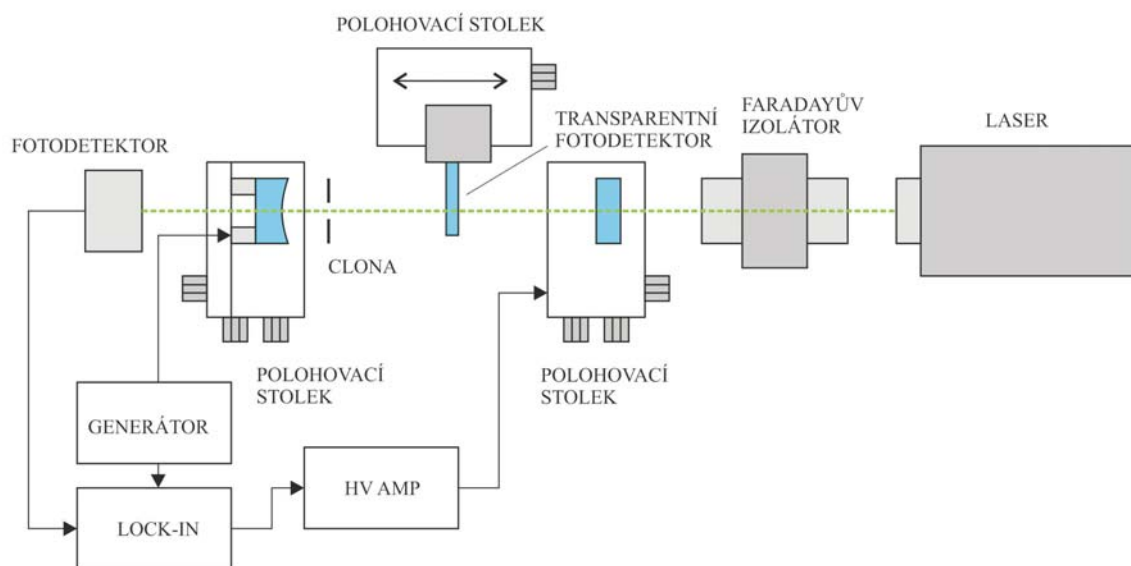 POLOHOVACÍ STOLEK
TRANSPARENTNÍ
FOTODETEKTOR
FARADAYŮV
IZOLÁTOR
LASER
FOTODETEKTOR
CLONA
POLOHOVACÍ
STOLEK
POLOHOVACÍ
STOLEK
GENERÁTOR
HV AMP
LOCK-IN